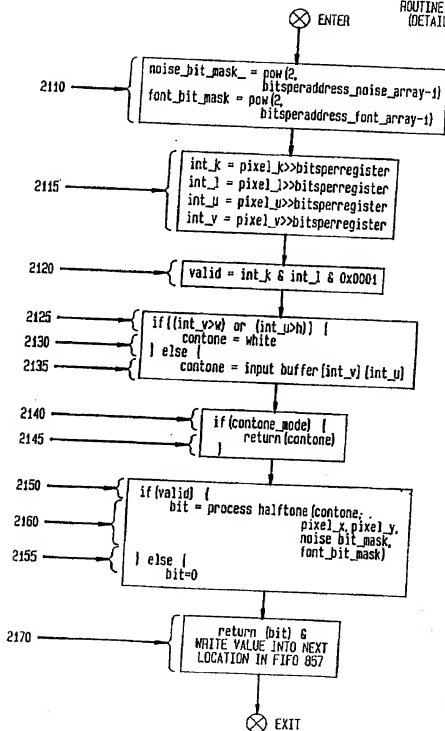 ROUTINE
(DETAIL
ENTER
2110
noise_bit_mask_ = pow(2,
bitsperaddress_noise_array-1)
font_bit_mask = pow(2,
bitsperaddress_font_array-1)
2115
int_k = pixel_k>>bitsperregister
int_l = pixel_l>>bitsperregister
int_u = pixel_u>>bitsperregister
int_v = pixel_v>>bitsperregister
2120
valid = int_k & int_l & 0x0001
2125
if((int_v>w) or (int_u>h)) {
2130
contone = white
} else {
2135
contone = input buffer(int_v)(int_u)
2140
if(contone_mode) {
2145
return(contone)
}
2150
if(valid) {
2160
bit = process halftone(contone,
pixel_x, pixel_y,
noise bit_mask,
font_bit_mask)
2155
} else {
bit=0
2170
return (bit) &
WRITE VALUE INTO NEXT
LOCATION IN FIFO 857
EXIT